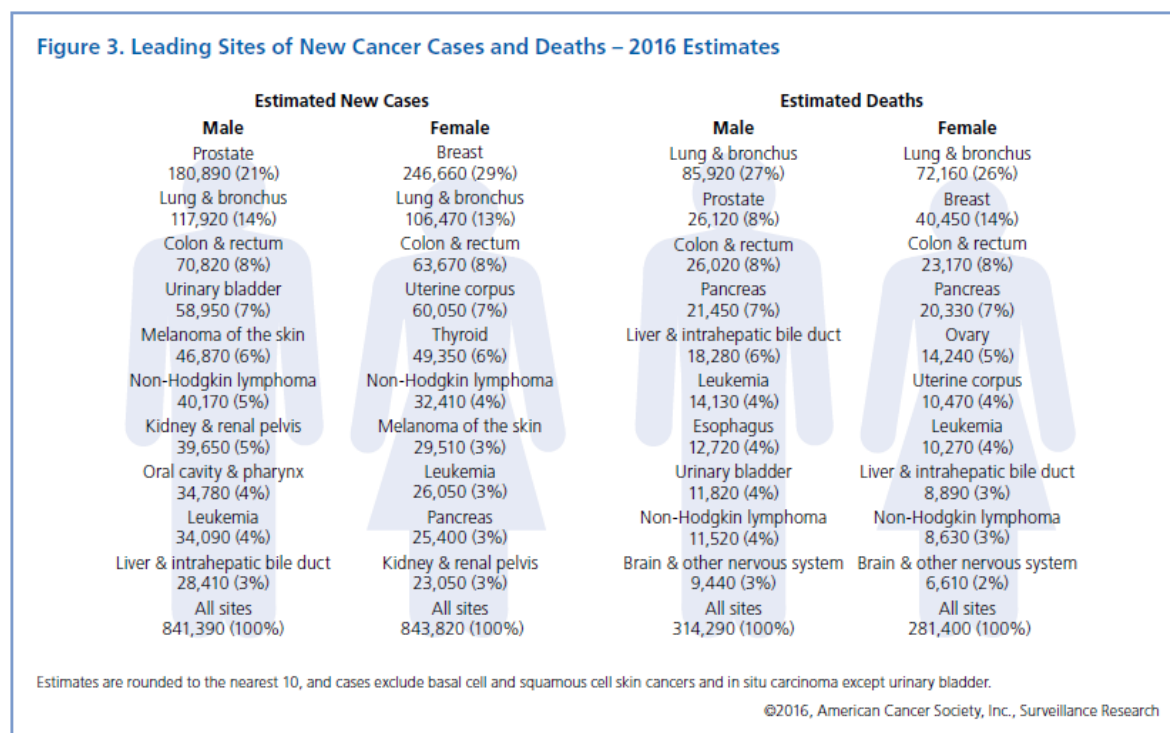 Figure 3. Leading Sites of New Cancer Cases and Deaths – 2016 Estimates
Estimated New Cases
Male
Prostate
180,890 (21%)
Lung & bronchus
117,920 (14%)
Colon & rectum
70,820 (8%)
Urinary bladder
58,950 (7%)
Melanoma of the skin
46,870 (6%)
Non-Hodgkin lymphoma
40,170 (5%)
Kidney & renal pelvis
39,650 (5%)
Oral cavity & pharynx
34,780 (4%)
Leukemia
34,090 (4%)
Liver & intrahepatic bile duct
28,410 (3%)
All sites
841,390 (100%)
Female
Breast
246,660 (29%)
Lung & bronchus
106,470 (13%)
Colon & rectum
63,670 (8%)
Uterine corpus
60,050 (7%)
Thyroid
49,350 (6%)
Non-Hodgkin lymphoma
32,410 (4%)
Melanoma of the skin
29,510 (3%)
Leukemia
26,050 (3%)
Pancreas
25,400 (3%)
Kidney & renal pelvis
23,050 (3%)
All sites
843,820 (100%)
Estimated Deaths
Male
Lung & bronchus
85,920 (27%)
Prostate
26,120 (8%)
Colon & rectum
26,020 (8%)
Pancreas
21,450 (7%)
Liver & intrahepatic bile duct
18,280 (6%)
Leukemia
14,130 (4%)
Esophagus
12,720 (4%)
Urinary bladder
11,820 (4%)
Non-Hodgkin lymphoma
11,520 (4%)
Brain & other nervous system
9,440 (3%)
All sites
314,290 (100%)
Female
Lung & bronchus
72,160 (26%)
Breast
40,450 (14%)
Colon & rectum
23,170 (8%)
Pancreas
20,330 (7%)
Ovary
14,240 (5%)
Uterine corpus
10,470 (4%)
Leukemia
10,270 (4%)
Liver & intrahepatic bile duct
8,890 (3%)
Non-Hodgkin lymphoma
8,630 (3%)
Brain & other nervous system
6,610 (2%)
All sites
281,400 (100%)
Estimates are rounded to the nearest 10, and cases exclude basal cell and squamous cell skin cancers and in situ carcinoma except urinary bladder.
©2016, American Cancer Society, Inc., Surveillance Research